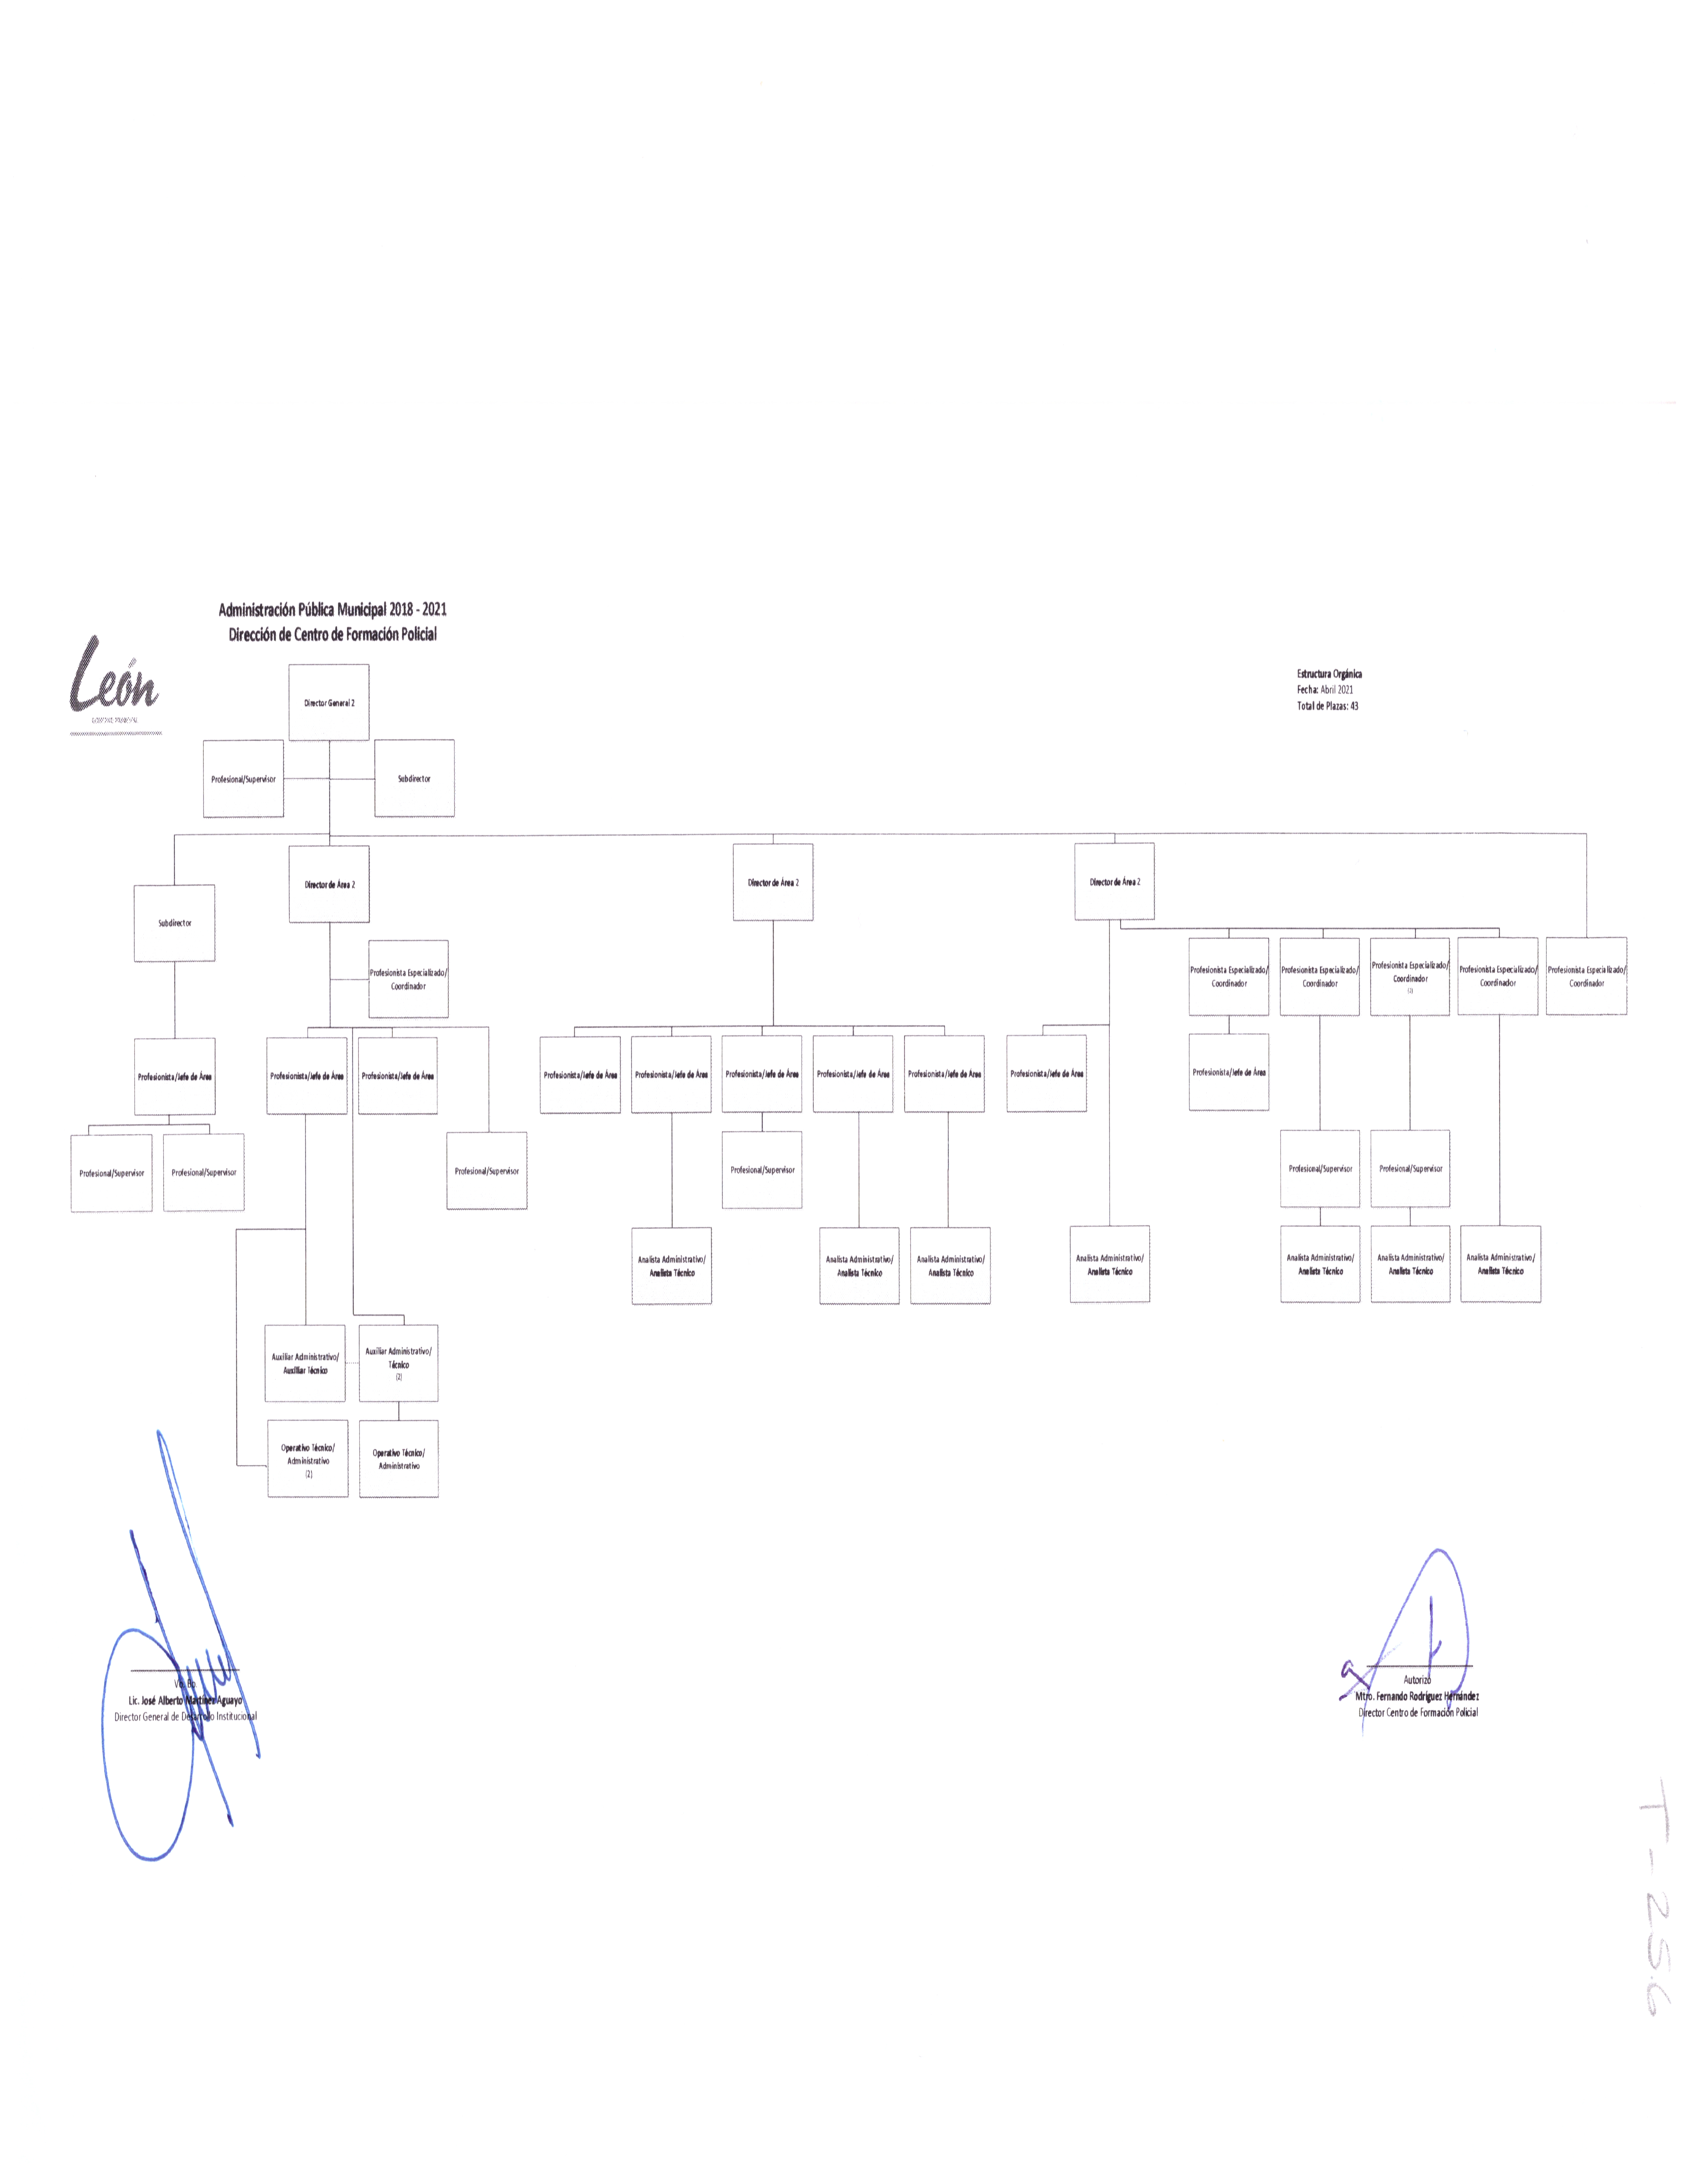 Administración Pública Municipal 2018 - 2021
Dirección de Centro de Formación Policial
León
Estructura Orgánica
Fecha: Abril 2021
Total de Plazas: 43
Director General 2
Profesional/Supervisor
Subdirector
Director de Área 2
Director de Área 2
Director de Área 2
Subdirector
Profesionista Especializado/
Coordinador
Profesionista Especializado/
Coordinador
Profesionista Especializado/
Coordinador
Profesionista Especializado/
Coordinador
(2)
Profesionista Especializado/
Coordinador
Profesionista Especializado/
Coordinador
Profesionista/Jefe de Área
Profesionista/Jefe de Área
Profesionista/Jefe de Área
Profesionista/Jefe de Área
Profesionista/Jefe de Área
Profesionista/Jefe de Área
Profesionista/Jefe de Área
Profesionista/Jefe de Área
Profesionista/Jefe de Área
Profesionista/Jefe de Área
Profesional/Supervisor
Profesional/Supervisor
Profesional/Supervisor
Profesional/Supervisor
Profesional/Supervisor
Profesional/Supervisor
Analista Administrativo/
Analista Técnico
Analista Administrativo/
Analista Técnico
Analista Administrativo/
Analista Técnico
Analista Administrativo/
Analista Técnico
Analista Administrativo/
Analista Técnico
Analista Administrativo/
Analista Técnico
Analista Administrativo/
Analista Técnico
Auxiliar Administrativo/
Auxiliar Técnico
Auxiliar Administrativo/
Técnico
(2)
Operativo Técnico/
Administrativo
(2)
Operativo Técnico/
Administrativo
Vo. Bo.
Lic. José Alberto Martínez Aguayo
Director General de Desarrollo Institucional
Autorizó
Mtro. Fernando Rodríguez Hernández
Director Centro de Formación Policial